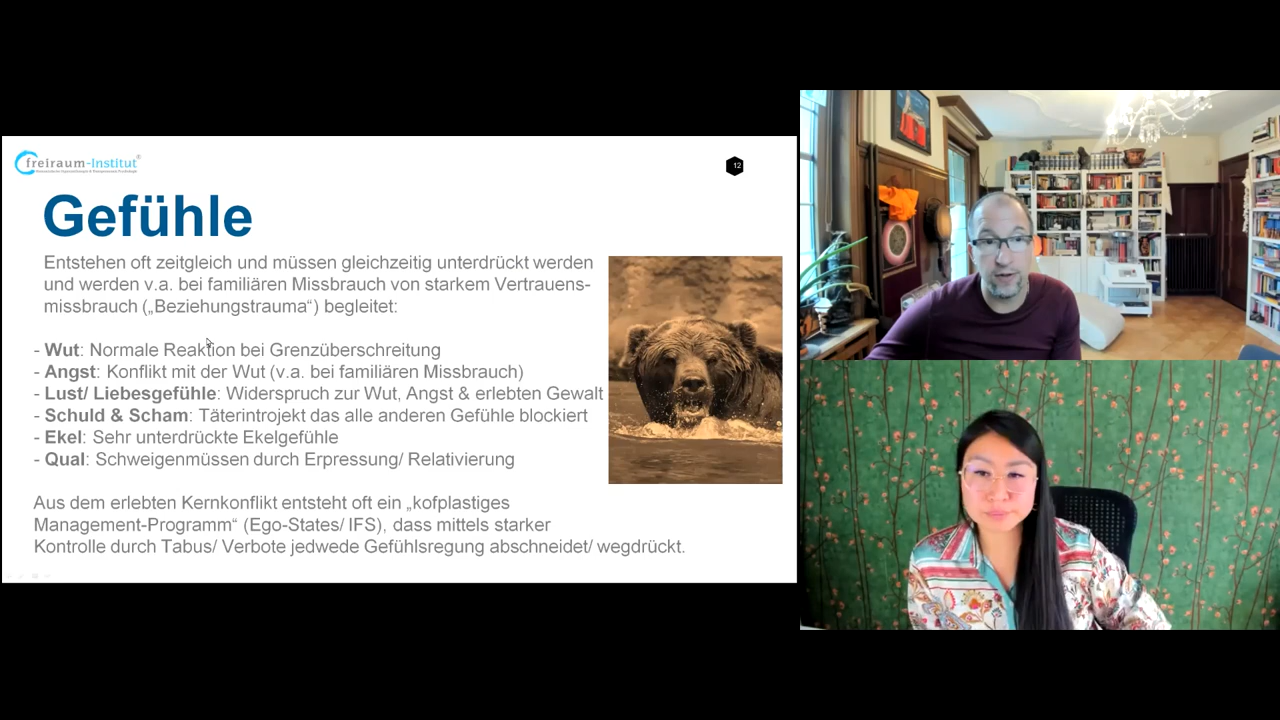 freiraum-Institut
12
Gefühle
Entstehen oft zeitgleich und müssen gleichzeitig unterdrückt werden
und werden v.a. bei familiären Missbrauch von starkem Vertrauens-
missbrauch („Beziehungstrauma“) begleitet:
- Wut: Normale Reaktion bei Grenzüberschreitung
- Angst: Konflikt mit der Wut (v.a. bei familiären Missbrauch)
- Lust/ Liebesgefühle: Widerspruch zur Wut, Angst & erlebten Gewalt
- Schuld & Scham: Täterintrojekt das alle anderen Gefühle blockiert
- Ekel: Sehr unterdrückte Ekelgefühle
- Qual: Schweigenmüssen durch Erpressung/ Relativierung
Aus dem erlebten Kernkonflikt entsteht oft ein „kofplastiges
Management-Programm“ (Ego-States/ IFS), dass mittels starker
Kontrolle durch Tabus/ Verbote jedwede Gefühlsregung abschneidet/ wegdrückt.